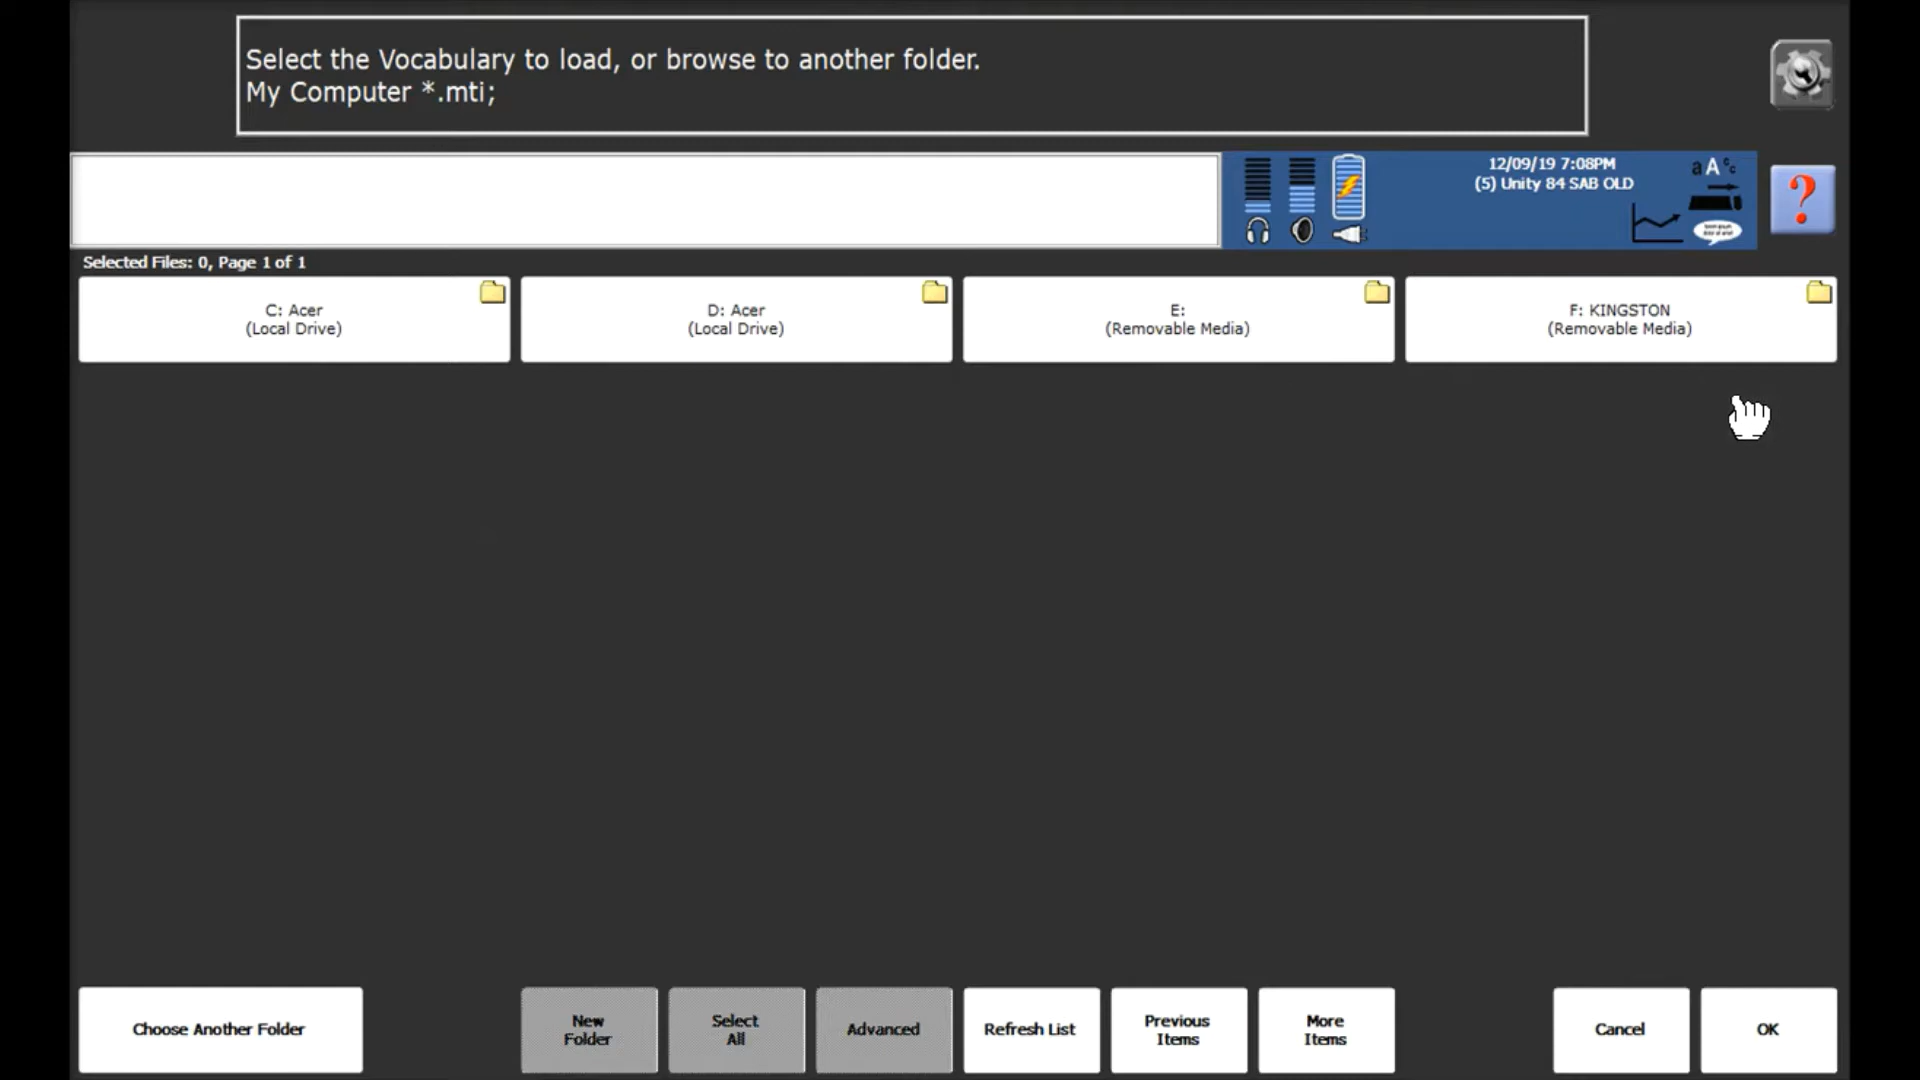 Select the Vocabulary to load, or browse to another folder.
My Computer *.mti;
12/09/19 7:08PM
(5) Unity 84 SAB OLD
aAᶜc
?
Selected Files: 0, Page 1 of 1
C: Acer
(Local Drive)
D: Acer
(Local Drive)
E:
(Removable Media)
F: KINGSTON
(Removable Media)
Choose Another Folder
New
Folder
Select
All
Advanced
Refresh List
Previous
Items
More
Items
Cancel
OK